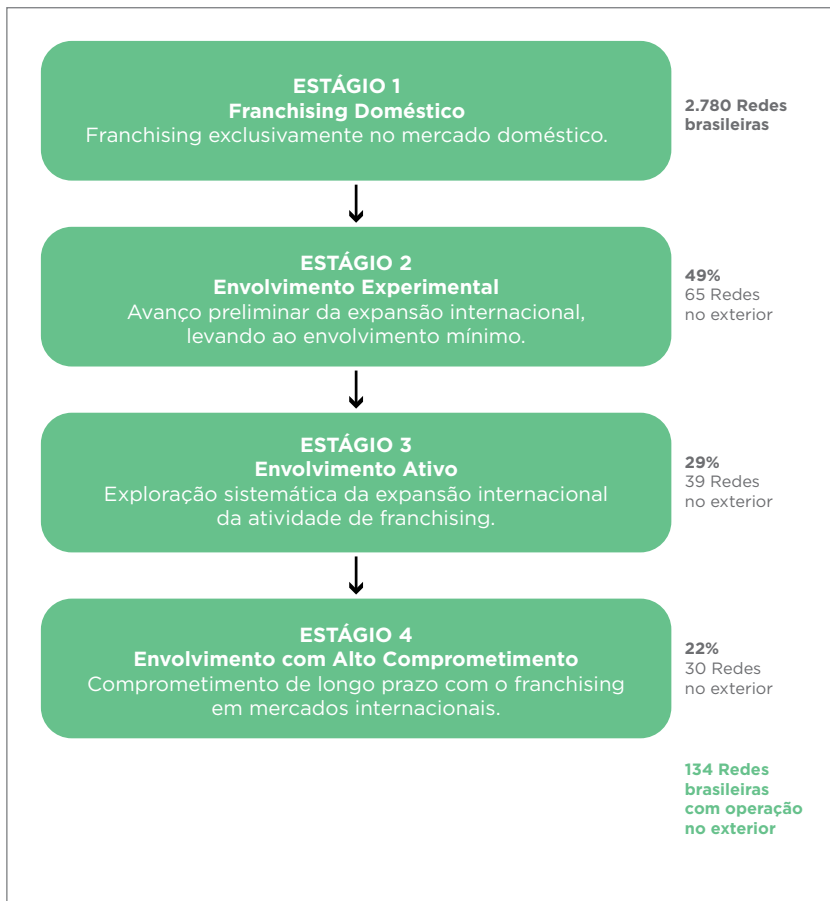 ESTÁGIO 1
Franchising Doméstico
Franchising exclusivamente no mercado doméstico.
2.780 Redes
brasileiras
ESTÁGIO 2
Envolvimento Experimental
Avanço preliminar da expansão internacional,
levando ao envolvimento mínimo.
49%
65 Redes
no exterior
ESTÁGIO 3
Envolvimento Ativo
Exploração sistemática da expansão internacional
da atividade de franchising.
29%
39 Redes
no exterior
ESTÁGIO 4
Envolvimento com Alto Comprometimento
Comprometimento de longo prazo com o franchising
em mercados internacionais.
22%
30 Redes
no exterior
134 Redes
brasileiras
com operação
no exterior